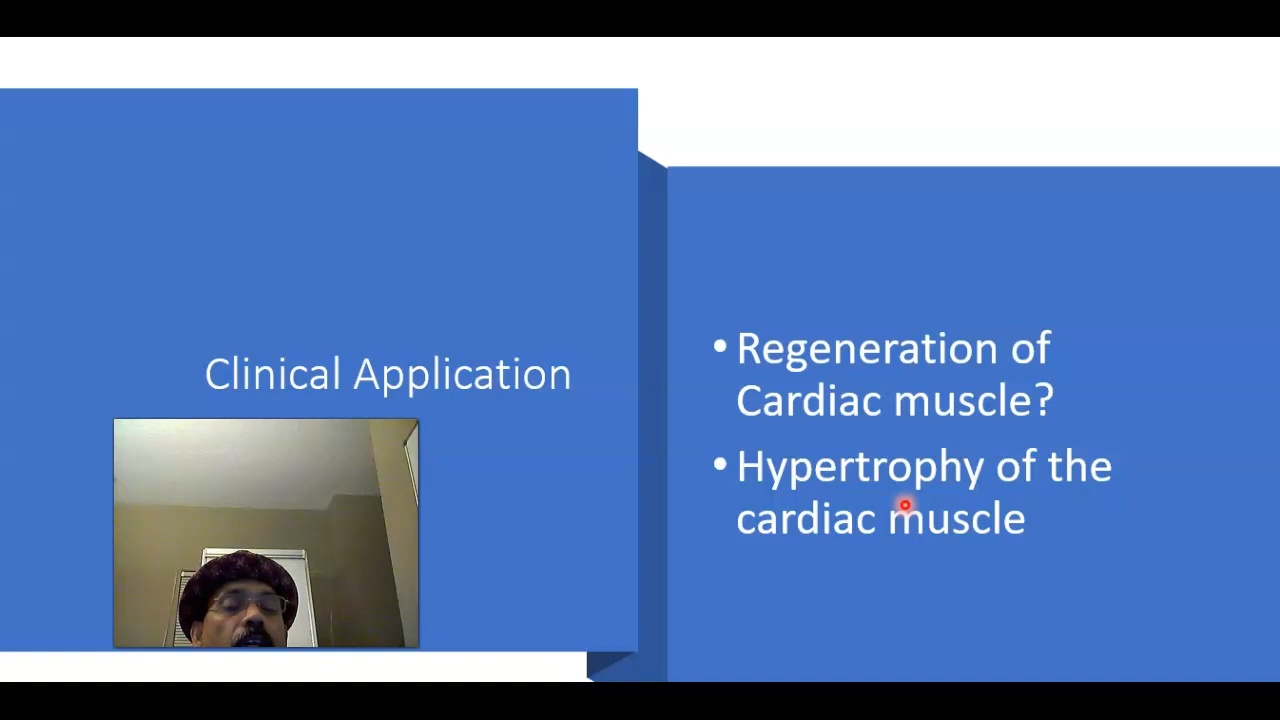 Clinical Application
• Regeneration of
Cardiac muscle?
• Hypertrophy of the
cardiac muscle